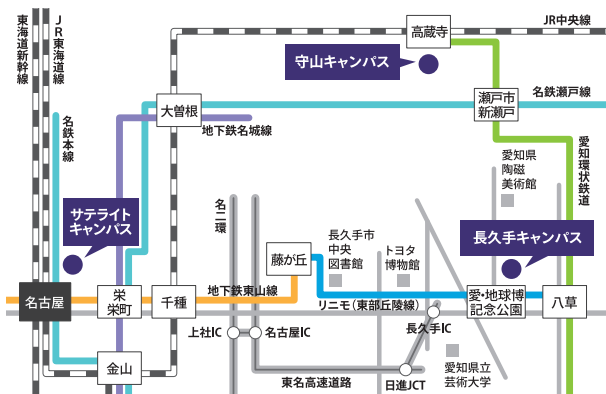 東海道新幹線
JR東海道線
高蔵寺
JR中央線
守山キャンパス
大曽根
瀬戸市
新瀬戸
名鉄瀬戸線
名鉄本線
地下鉄名城線
愛知環状鉄道
愛知県
陶磁
美術館
サテライト
キャンパス
名二環
長久手市
中央
図書館
トヨタ
博物館
長久手キャンパス
藤が丘
名古屋
栄
栄町
千種
地下鉄東山線
リニモ（東部丘陵線）
愛・地球博
記念公園
八草
上社IC
名古屋IC
長久手IC
金山
東名高速道路
日進JCT
愛知県立
芸術大学